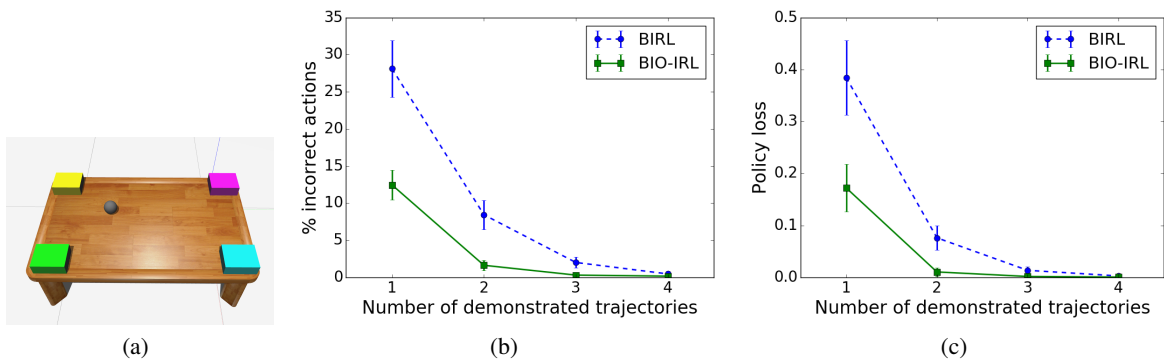 35
30
25
20
15
10
5
0
% incorrect actions
1 2 3 4
Number of demonstrated trajectories
BIRL
BIO-IRL
0.5
0.4
0.3
0.2
0.1
0.0
Policy loss
1 2 3 4
Number of demonstrated trajectories
BIRL
BIO-IRL
(a) (b) (c)